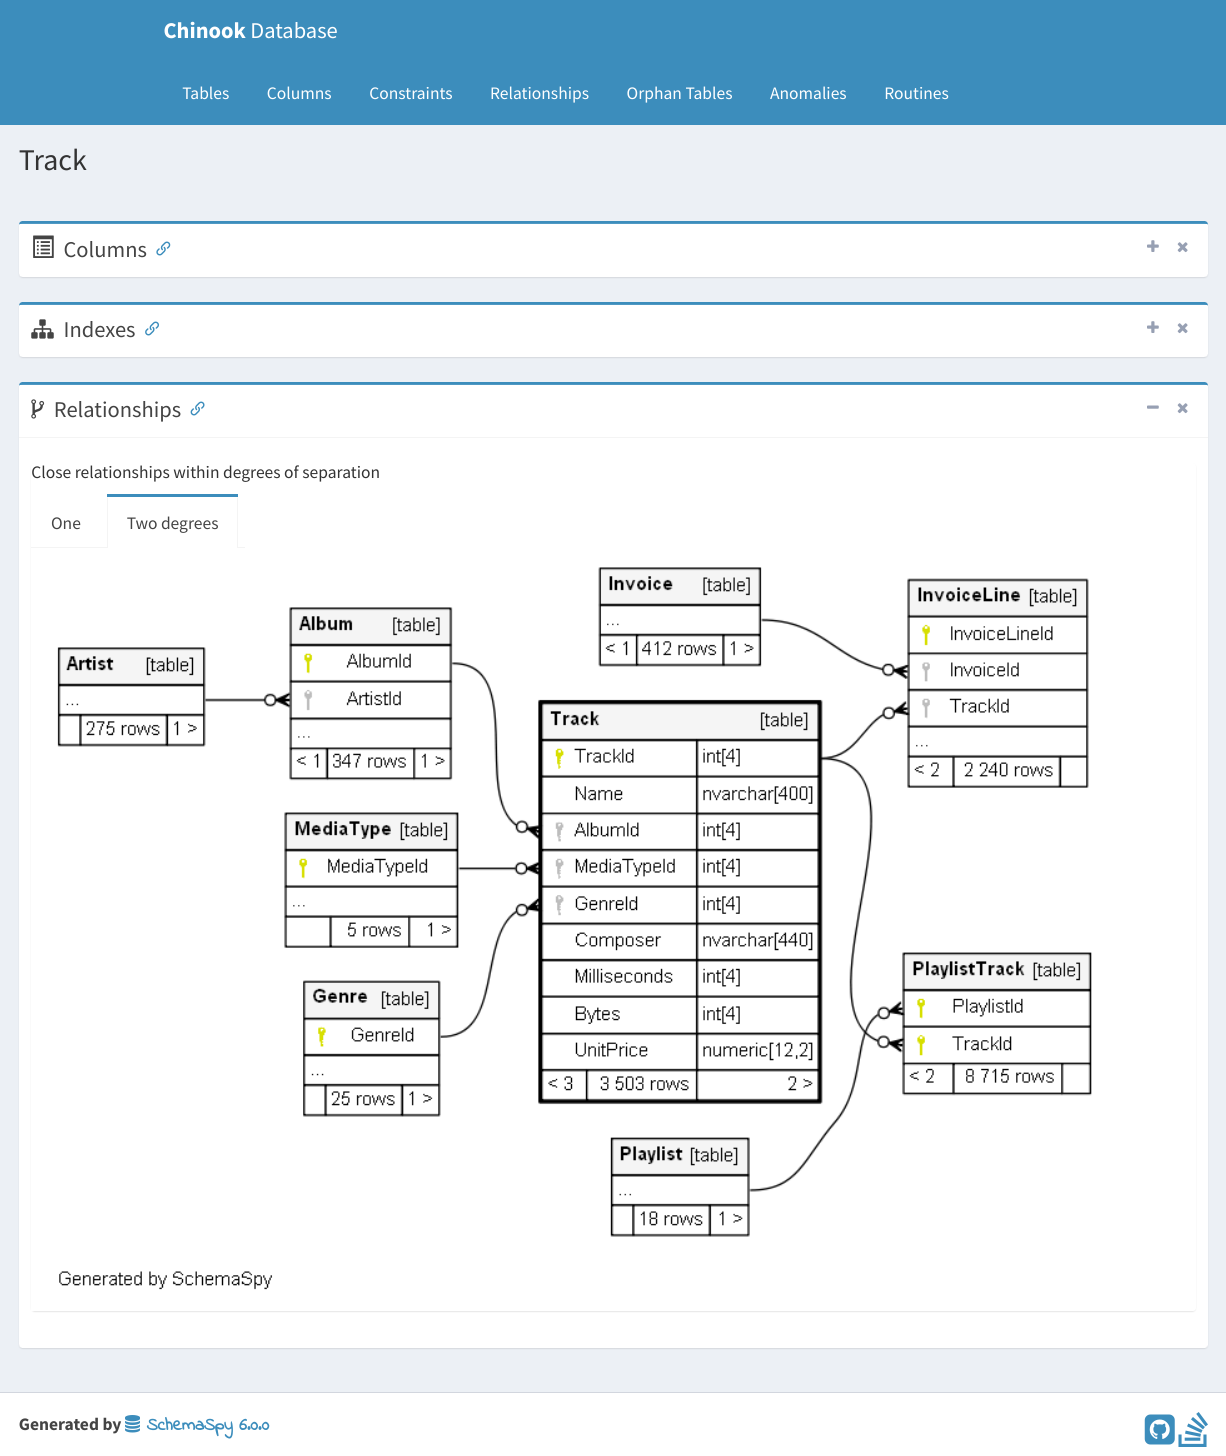 Chinook Database
Tables Columns Constraints Relationships Orphan Tables Anomalies Routines
Track
Columns
Indexes
Relationships
Close relationships within degrees of separation
One Two degrees
Artist [table]
...
275 rows 1 >
Album [table]
AlbumId
ArtistId
...
< 1 347 rows 1 >
MediaType [table]
MediaTypeId
...
5 rows 1 >
Genre [table]
GenreId
...
25 rows 1 >
Invoice [table]
...
< 1 412 rows 1 >
Track [table]
TrackId int[4]
Name nvarchar[400]
AlbumId int[4]
MediaTypeId int[4]
GenreId int[4]
Composer nvarchar[440]
Milliseconds int[4]
Bytes int[4]
UnitPrice numeric[12,2]
< 3 3 503 rows 2 >
Playlist [table]
...
18 rows 1 >
InvoiceLine [table]
InvoiceLineId
InvoiceId
TrackId
...
< 2 2 240 rows
PlaylistTrack [table]
PlaylistId
TrackId
< 2 8 715 rows
Generated by SchemaSpy
Generated by SchemaSpy 6.0.0